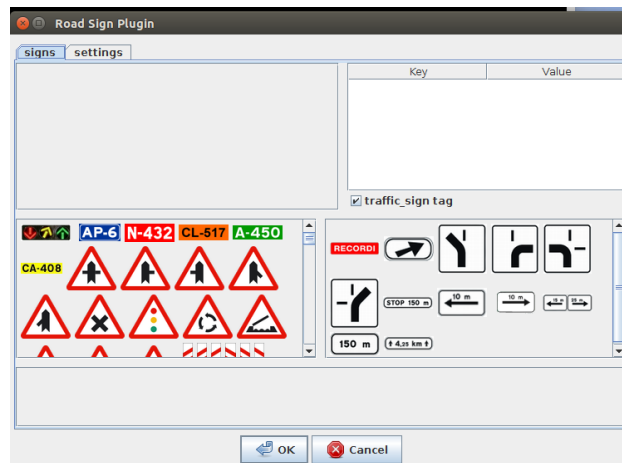 Road Sign Plugin
signs settings
Key Value
traffic_sign tag
AP-6 N-432 CL-517 A-450
CA-408
RECORDI
STOP 150 m 10 m 10 m
150 m 4,25 km
OK Cancel